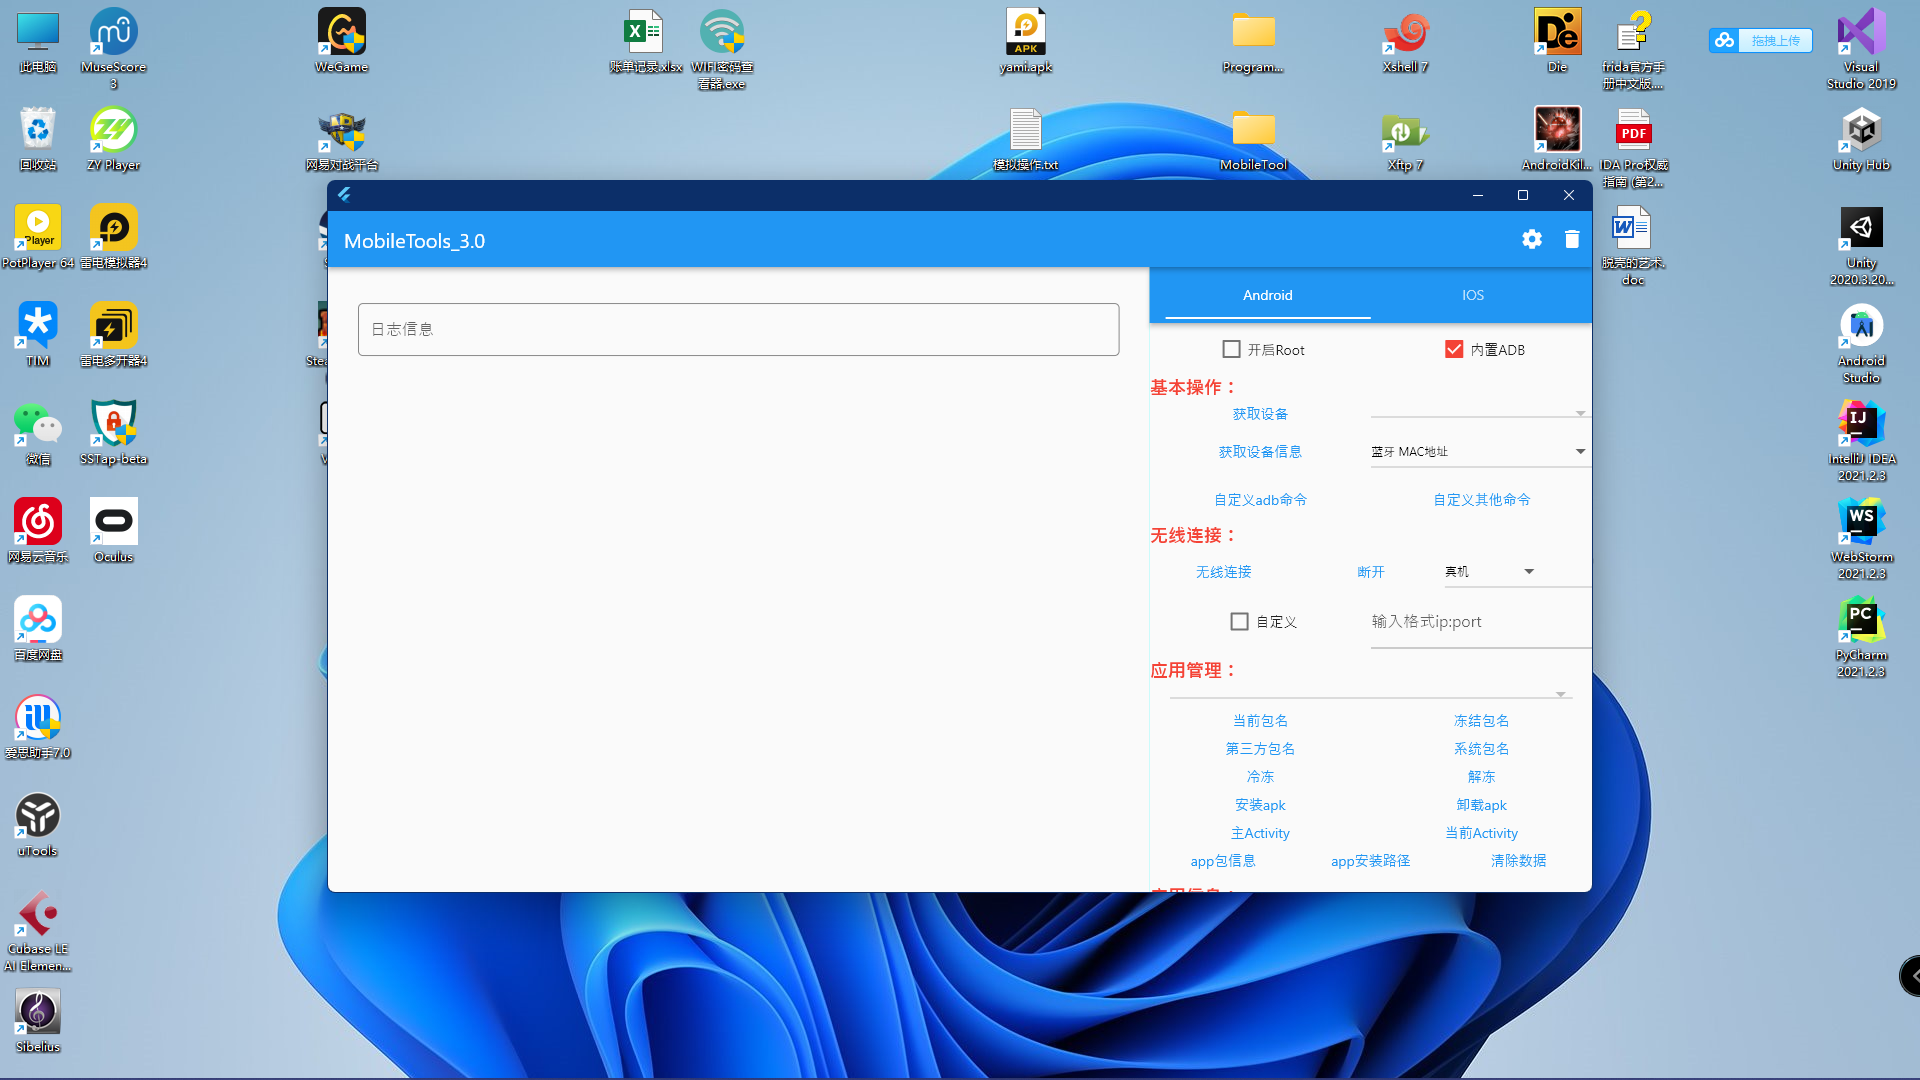 此电脑
MuseScore
3
WeGame
账单记录.xlsx
WIFI密码查
看器.exe
APK
yami.apk
Program...
Xshell 7
De
Die
frida官方手
册中文版....
拖拽上传
Visual
Studio 2019
回收站
ZY Player
网易对战平台
模拟操作.txt
MobileTool
Xftp 7
AndroidKil...
PDF
IDA Pro权威
指南 (第2...
Unity Hub
Player
PotPlayer 64
雷电模拟器4
脱壳的艺术.
doc
Unity
2020.3.20...
TIM
雷电多开器4
Stea
Android
Studio
微信
SSTap-beta
IJ
IntelliJ IDEA
2021.2.3
网易云音乐
Oculus
WS
WebStorm
2021.2.3
百度网盘
PC
PyCharm
2021.2.3
爱思助手7.0
uTools
Cubase LE
AI Elemen...
Sibelius
MobileTools_3.0
日志信息
Android
IOS
开启Root
内置ADB
基本操作：
获取设备
获取设备信息
蓝牙 MAC地址
自定义adb命令
自定义其他命令
无线连接：
无线连接
断开
真机
自定义
输入格式ip:port
应用管理：
当前包名
冻结包名
第三方包名
系统包名
冷冻
解冻
安装apk
卸载apk
主Activity
当前Activity
app包信息
app安装路径
清除数据